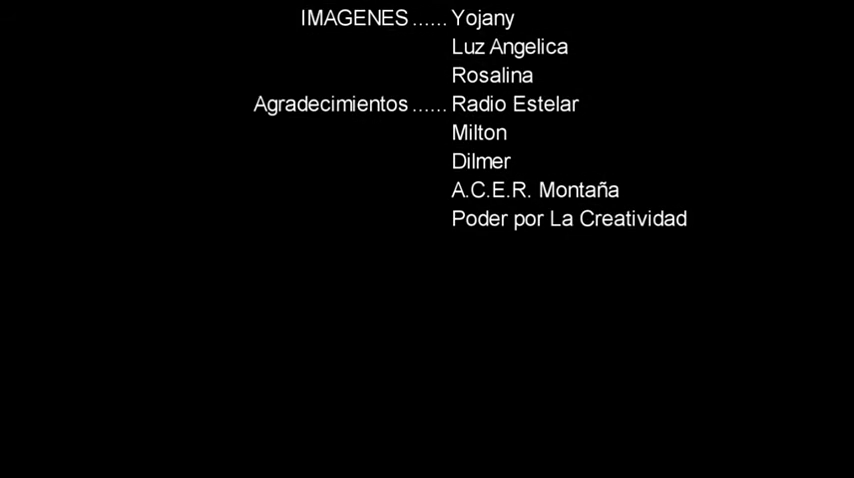 IMAGENES ...... Yojany
Luz Angelica
Rosalina
Agradecimientos ...... Radio Estelar
Milton
Dilmer
A.C.E.R. Montaña
Poder por La Creatividad